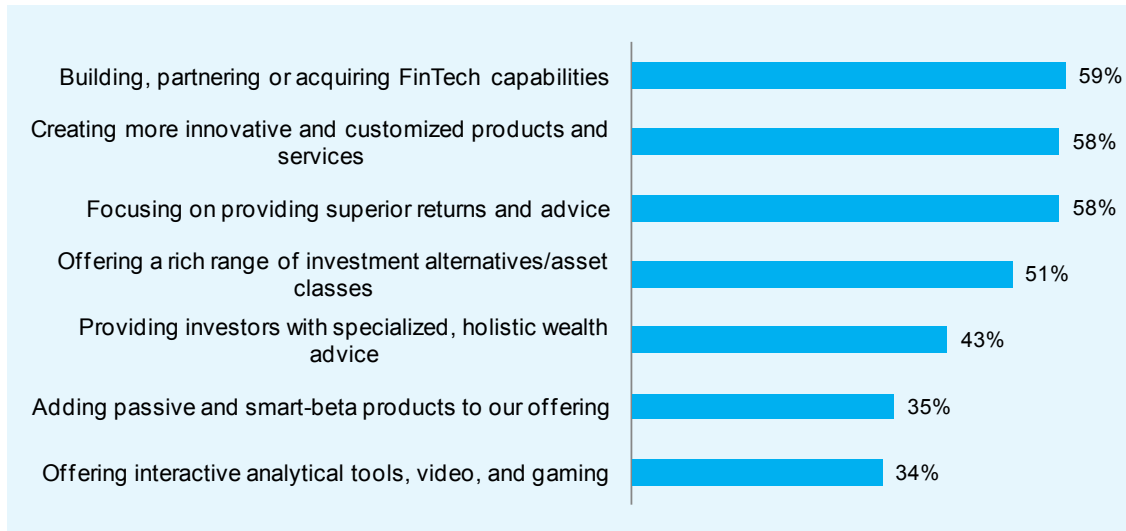 Building, partnering or acquiring FinTech capabilities
59%
Creating more innovative and customized products and
services
58%
Focusing on providing superior returns and advice
58%
Offering a rich range of investment alternatives/asset
classes
51%
Providing investors with specialized, holistic wealth
advice
43%
Adding passive and smart-beta products to our offering
35%
Offering interactive analytical tools, video, and gaming
34%